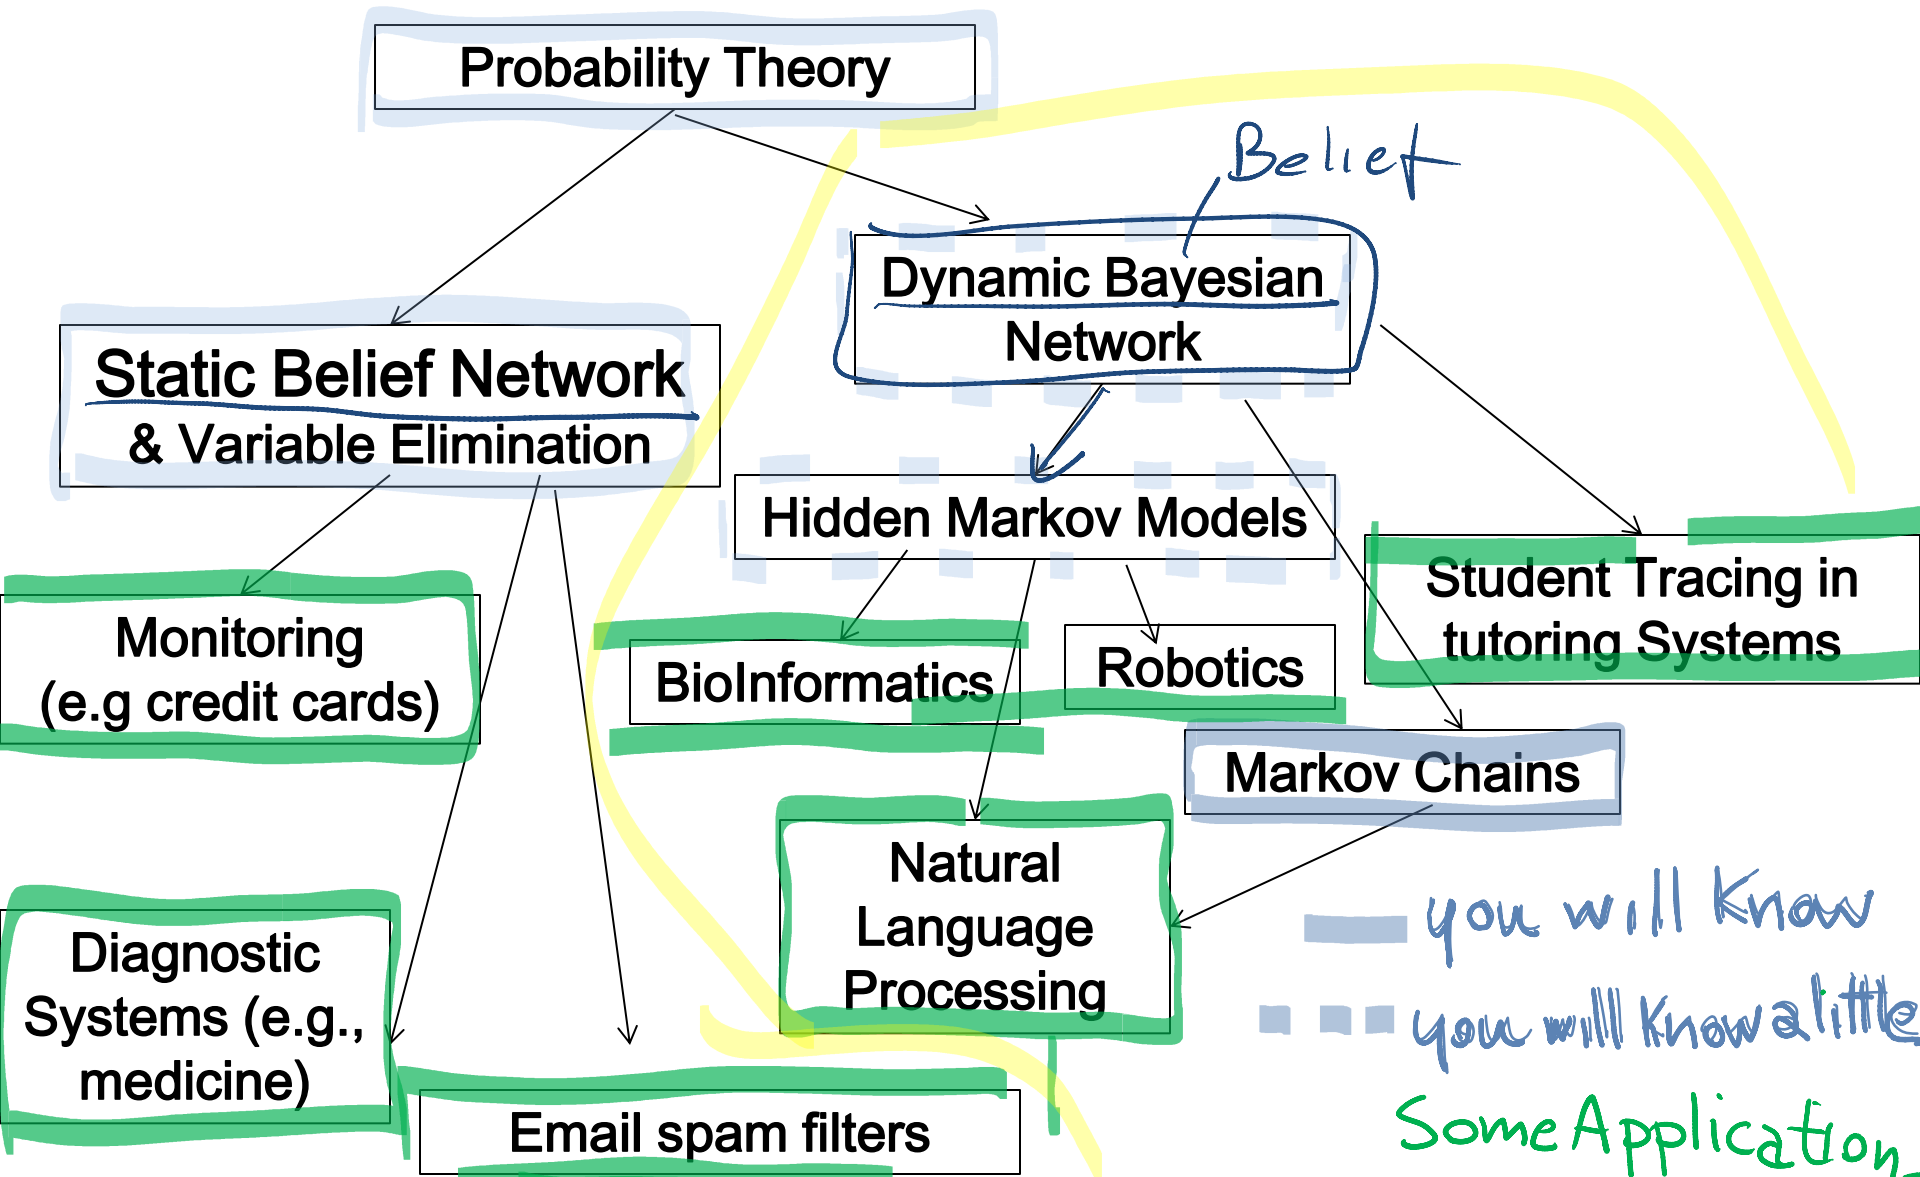 Probability Theory
Belief
Dynamic Bayesian
Network
Static Belief Network
& Variable Elimination
Hidden Markov Models
Student Tracing in
tutoring Systems
Monitoring
(e.g credit cards)
BioInformatics
Robotics
Markov Chains
Natural
Language
Processing
you will Know
Diagnostic
Systems (e.g.,
medicine)
you will Know a little
Email spam filters
Some Application